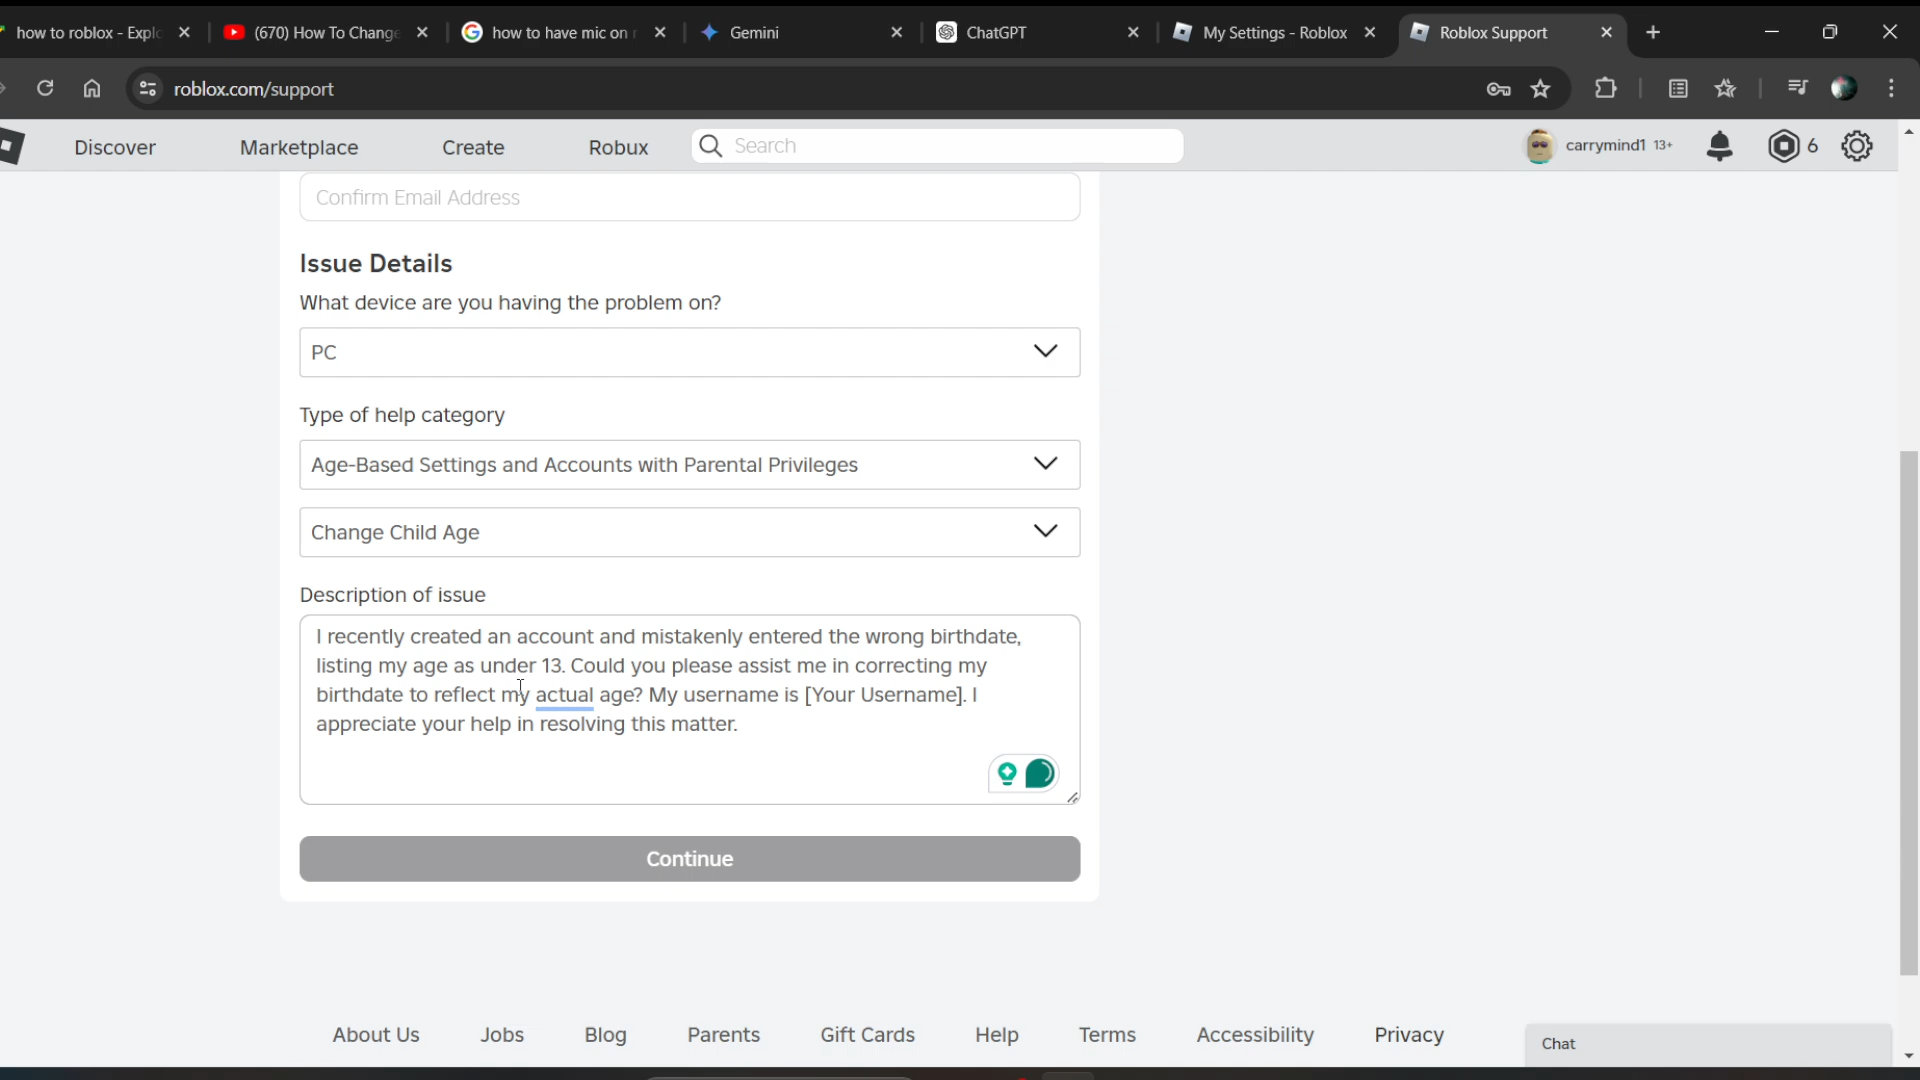 how to roblox - Explo
(670) How To Change
how to have mic on r
Gemini
ChatGPT
My Settings - Roblox
Roblox Support
roblox.com/support
Discover
Marketplace
Create
Robux
Search
carrymind1 13+
6
Confirm Email Address
Issue Details
What device are you having the problem on?
PC
Type of help category
Age-Based Settings and Accounts with Parental Privileges
Change Child Age
Description of issue
I recently created an account and mistakenly entered the wrong birthdate,
listing my age as under 13. Could you please assist me in correcting my
birthdate to reflect my actual age? My username is [Your Username]. I
appreciate your help in resolving this matter.
Continue
About Us
Jobs
Blog
Parents
Gift Cards
Help
Terms
Accessibility
Privacy
Chat